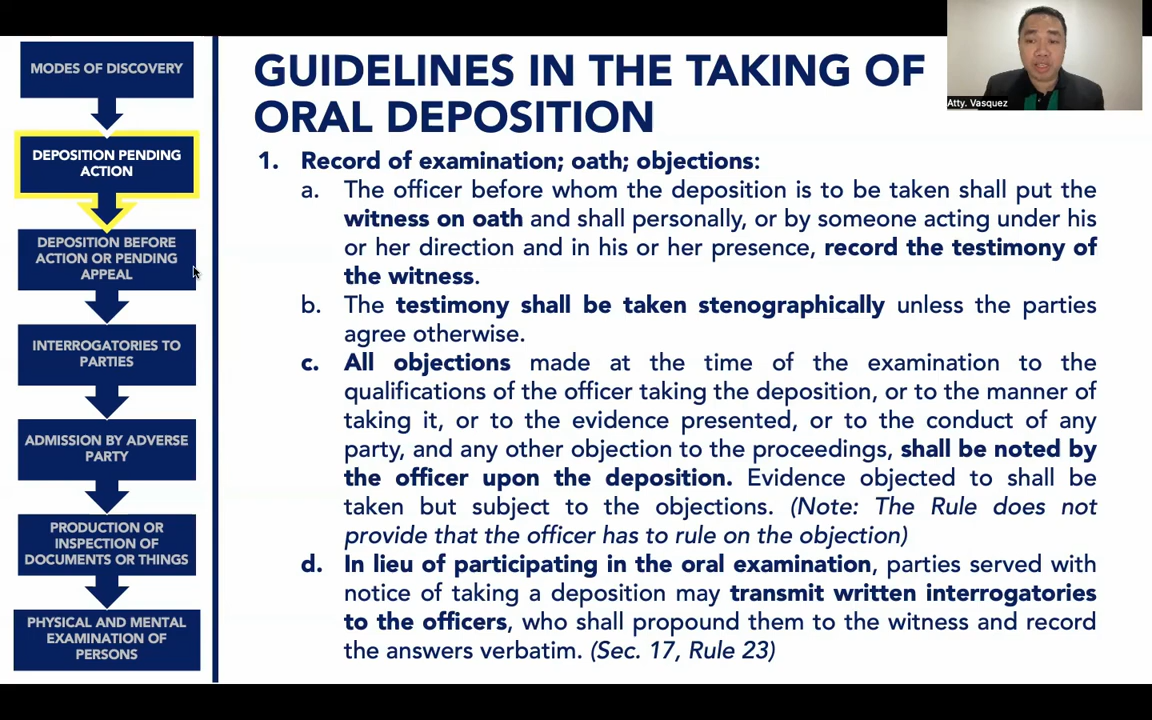 MODES OF DISCOVERY
DEPOSITION PENDING
ACTION
DEPOSITION BEFORE
ACTION OR PENDING
APPEAL
INTERROGATORIES TO
PARTIES
ADMISSION BY ADVERSE
PARTY
PRODUCTION OR
INSPECTION OF
DOCUMENTS OR THINGS
PHYSICAL AND MENTAL
EXAMINATION OF
PERSONS
GUIDELINES IN THE TAKING OF
ORAL DEPOSITION
1. Record of examination; oath; objections:
a. The officer before whom the deposition is to be taken shall put the
witness on oath and shall personally, or by someone acting under his
or her direction and in his or her presence, record the testimony of
the witness.
b. The testimony shall be taken stenographically unless the parties
agree otherwise.
c. All objections made at the time of the examination to the
qualifications of the officer taking the deposition, or to the manner of
taking it, or to the evidence presented, or to the conduct of any
party, and any other objection to the proceedings, shall be noted by
the officer upon the deposition. Evidence objected to shall be
taken but subject to the objections. (Note: The Rule does not
provide that the officer has to rule on the objection)
d. In lieu of participating in the oral examination, parties served with
notice of taking a deposition may transmit written interrogatories
to the officers, who shall propound them to the witness and record
the answers verbatim. (Sec. 17, Rule 23)
Atty. Vasquez